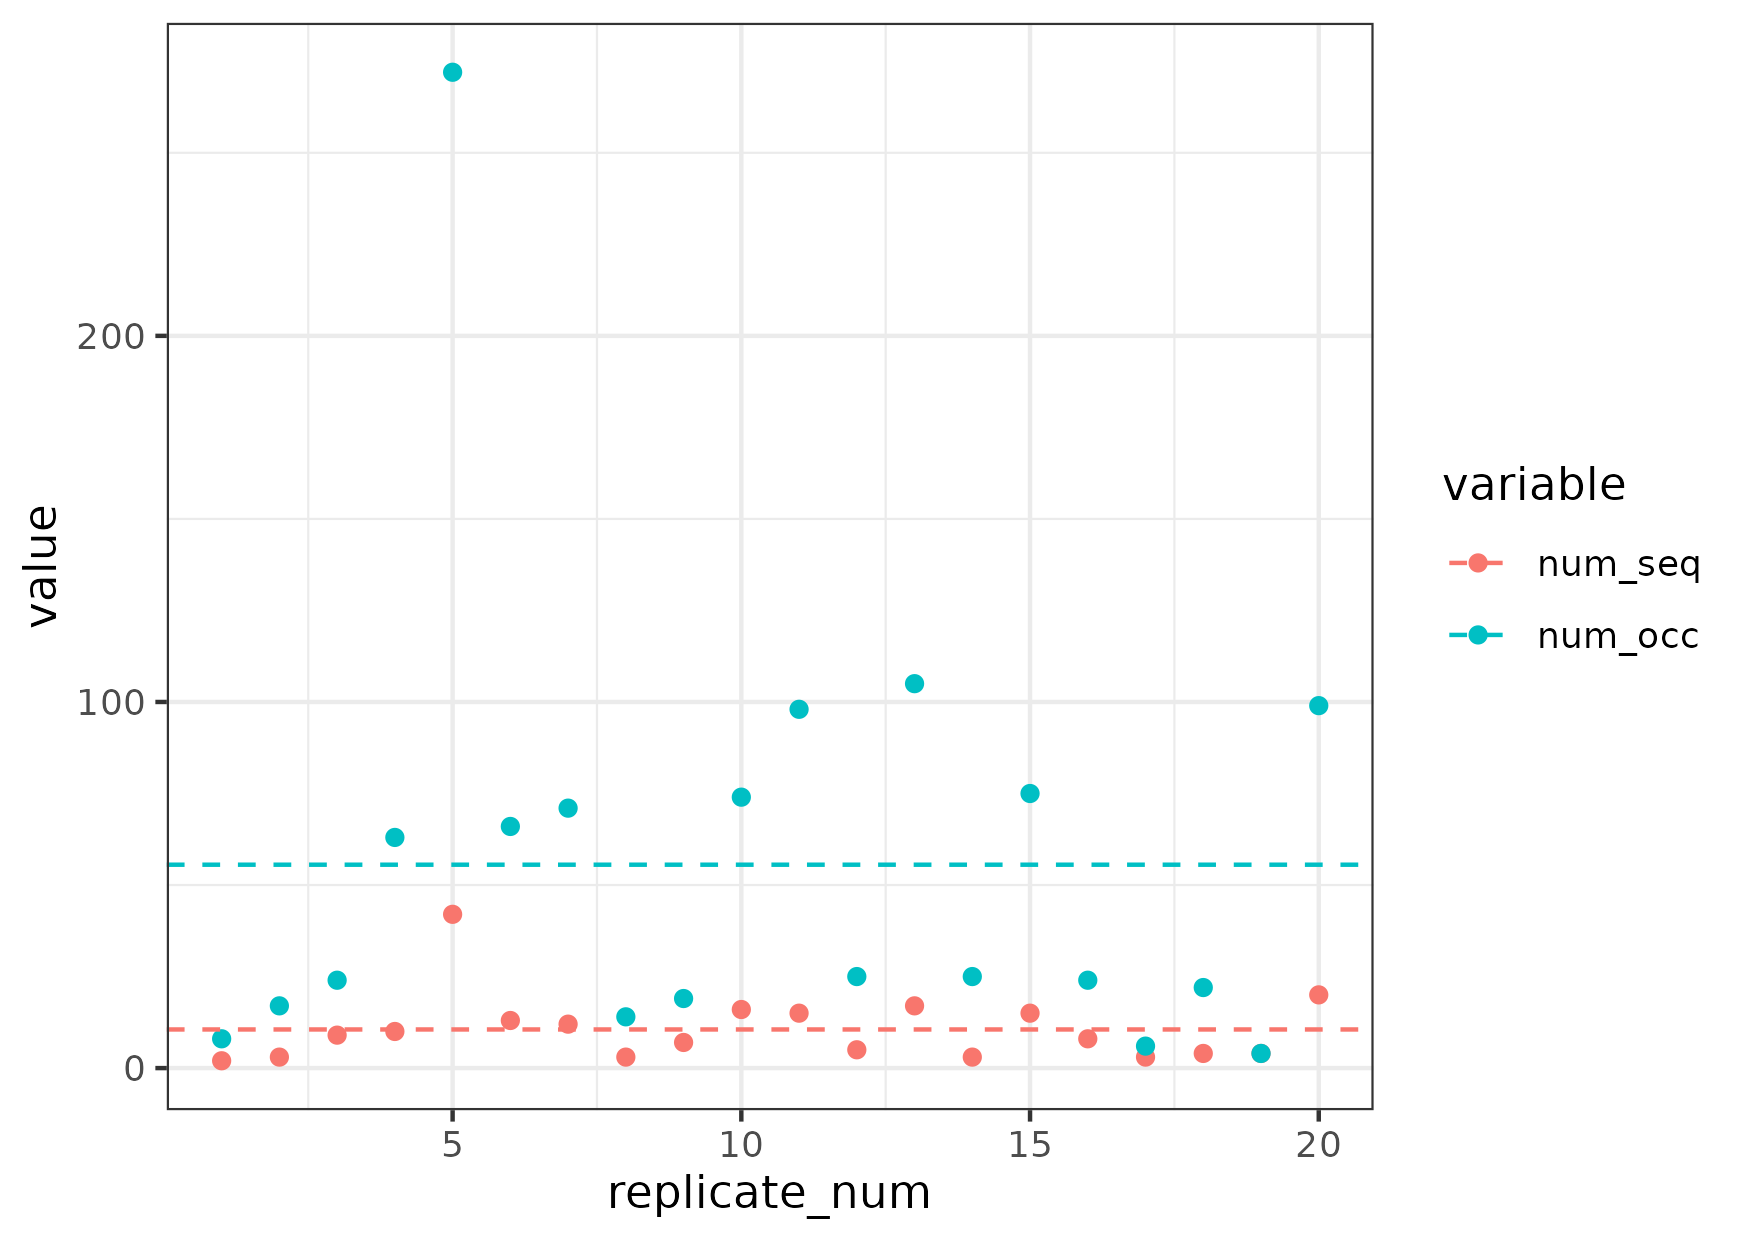 value
200
100
0
5 10 15 20
replicate_num
variable
num_seq
num_occ